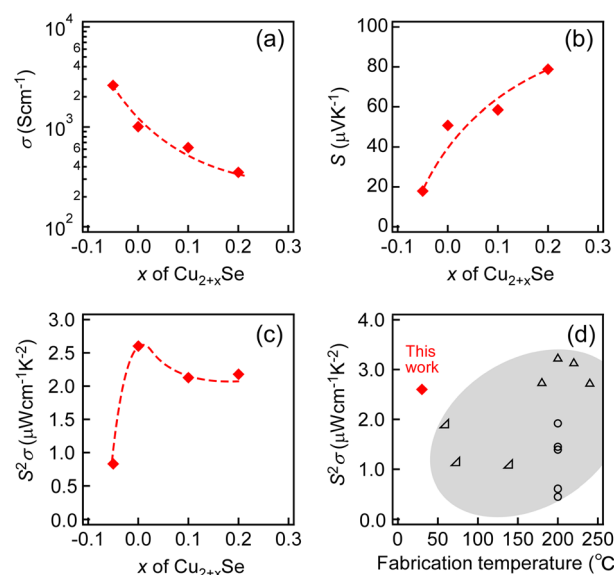 (a)
σ (Scm⁻¹)
10⁴
6
4
2
10³
6
4
2
10²
-0.1 0.0 0.1 0.2 0.3
x of Cu₂₊ₓSe
(b)
S (μVK⁻¹)
100
80
60
40
20
0
-0.1 0.0 0.1 0.2 0.3
x of Cu₂₊ₓSe
(c)
S²σ (μWcm⁻¹K⁻²)
3.0
2.5
2.0
1.5
1.0
0.5
0.0
-0.1 0.0 0.1 0.2 0.3
x of Cu₂₊ₓSe
(d)
S²σ (μWcm⁻¹K⁻²)
4.0
3.0
2.0
1.0
0.0
This
work
0 50 100 150 200 250
Fabrication temperature (°C